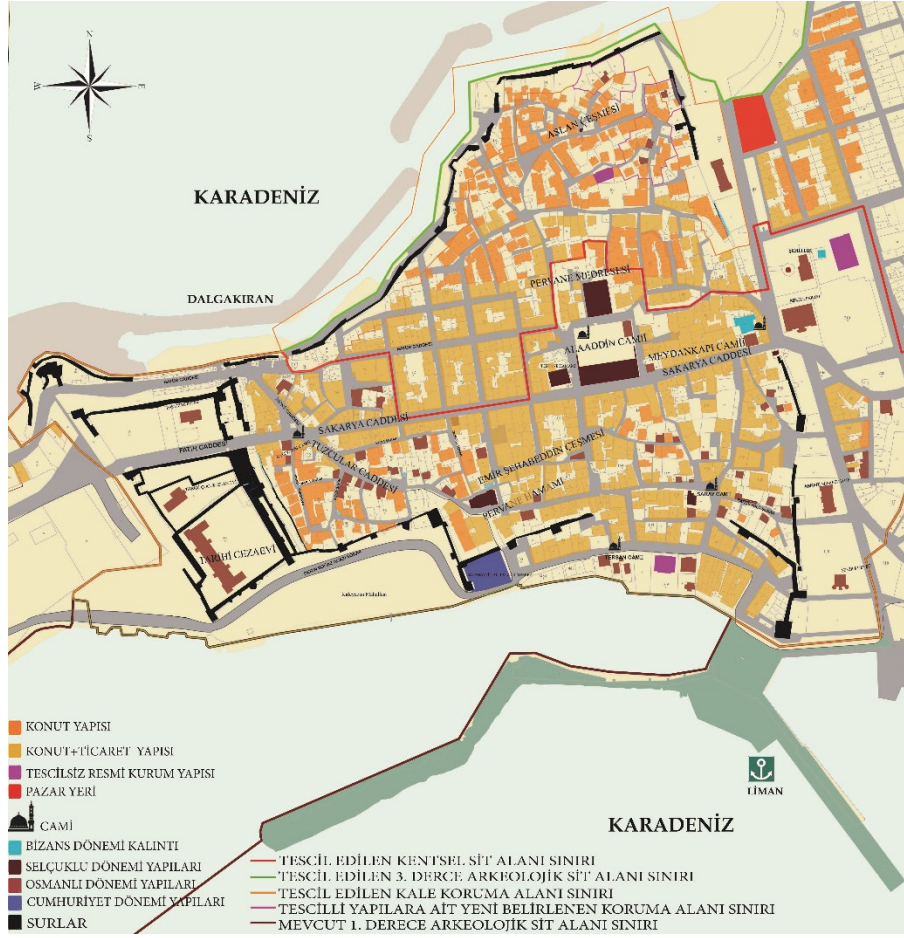 N
W
E
S
KARADENİZ
DALGAKIRAN
ASLAN ÇEŞMESİ
PERVANE MEDRESESİ
ALAADDİN CAMİİ
MEYDANKAPI CAMİİ
SAKARYA CADDESİ
SAKARYA CADDESİ
FATİH CADDESİ
TUZCULAR CADDESİ
EMİR ŞEHABEDDİN ÇEŞMESİ
PERVANE HAMAMI
SARAY CAMİ
TERSANE CAMİ
TARİHİ CEZAEVİ
LİMAN
KARADENİZ
KONUT YAPISI
KONUT+TİCARET YAPISI
TESCİLSİZ RESMİ KURUM YAPISI
PAZAR YERİ
CAMİ
BİZANS DÖNEMİ KALINTI
SELÇUKLU DÖNEMİ YAPILARI
OSMANLI DÖNEMİ YAPILARI
CUMHURİYET DÖNEMİ YAPILARI
SURLAR
TESCİL EDİLEN KENTSEL SİT ALANI SINIRI
TESCİL EDİLEN 3. DERCE ARKEOLOJİK SİT ALANI SINIRI
TESCİL EDİLEN KALE KORUMA ALANI SINIRI
TESCİLLİ YAPILARA AİT YENİ BELİRLENEN KORUMA ALANI SINIRI
MEVCUT 1. DERECE ARKEOLOJİK SİT ALANI SINIRI